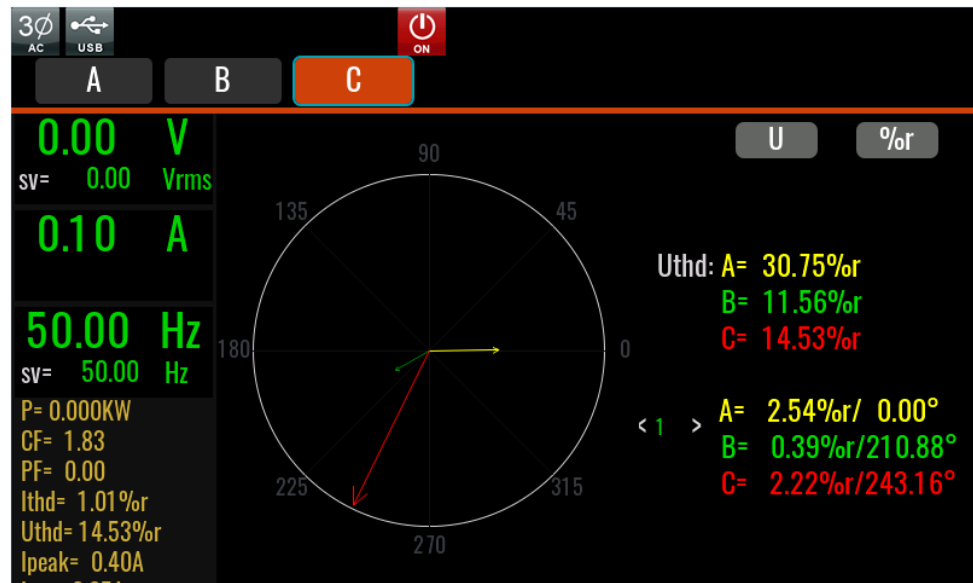 3Ø AC USB ON
A B C
0.00 V
sv= 0.00 Vrms
0.10 A
50.00 Hz
sv= 50.00 Hz
P= 0.000KW
CF= 1.83
PF= 0.00
Ithd= 1.01%r
Uthd=14.53%r
Ipeak= 0.40A
90
135 45
180 0
225 315
270
U %r
Uthd: A= 30.75%r
B= 11.56%r
C= 14.53%r
< 1 >
A= 2.54%r/ 0.00°
B= 0.39%r/210.88°
C= 2.22%r/243.16°